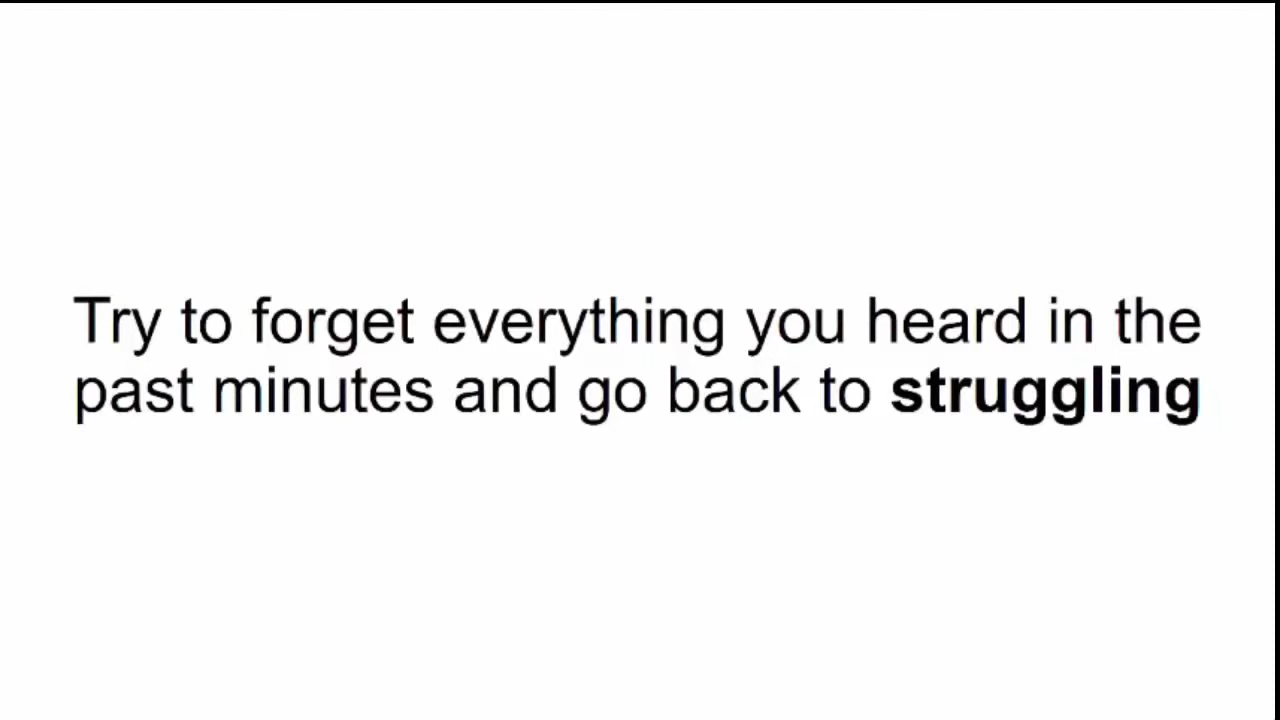 Try to forget everything you heard in the
past minutes and go back to struggling